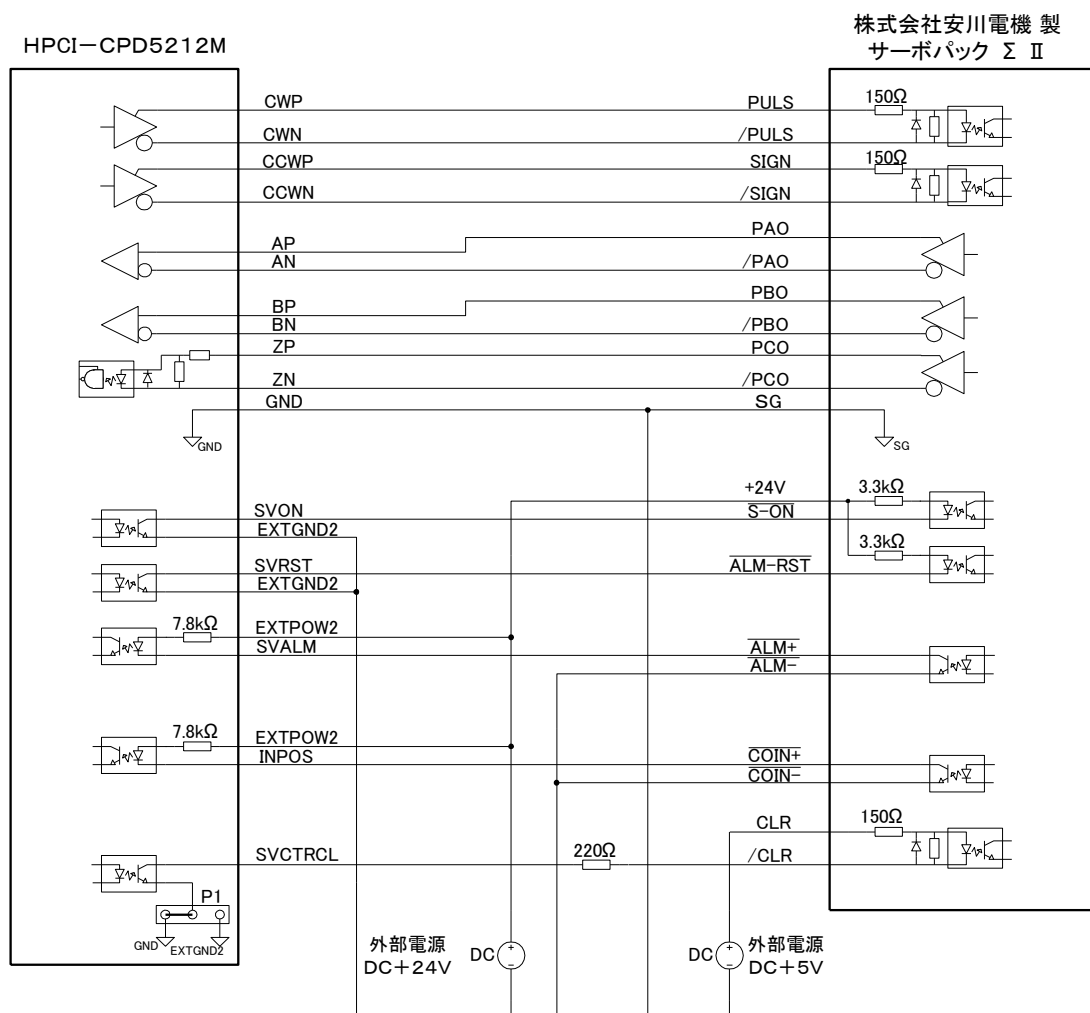 HPCI－CPD5212M
株式会社安川電機 製
サーボパック Σ Ⅱ
CWP
PULS
150Ω
CWN
/PULS
CCWP
SIGN
150Ω
CCWN
/SIGN
AP
PAO
AN
/PAO
BP
PBO
BN
/PBO
ZP
PCO
ZN
/PCO
GND
SG
GND
SG
+24V
3.3kΩ
SVON
S-ON
EXTGND2
3.3kΩ
SVRST
ALM-RST
EXTGND2
7.8kΩ
EXTPOW2
SVALM
ALM+
ALM-
7.8kΩ
EXTPOW2
INPOS
COIN+
COIN-
CLR
150Ω
SVCTRCL
220Ω
/CLR
P1
GND
EXTGND2
外部電源
DC＋24V
DC
+
-
DC
+
-
外部電源
DC＋5V